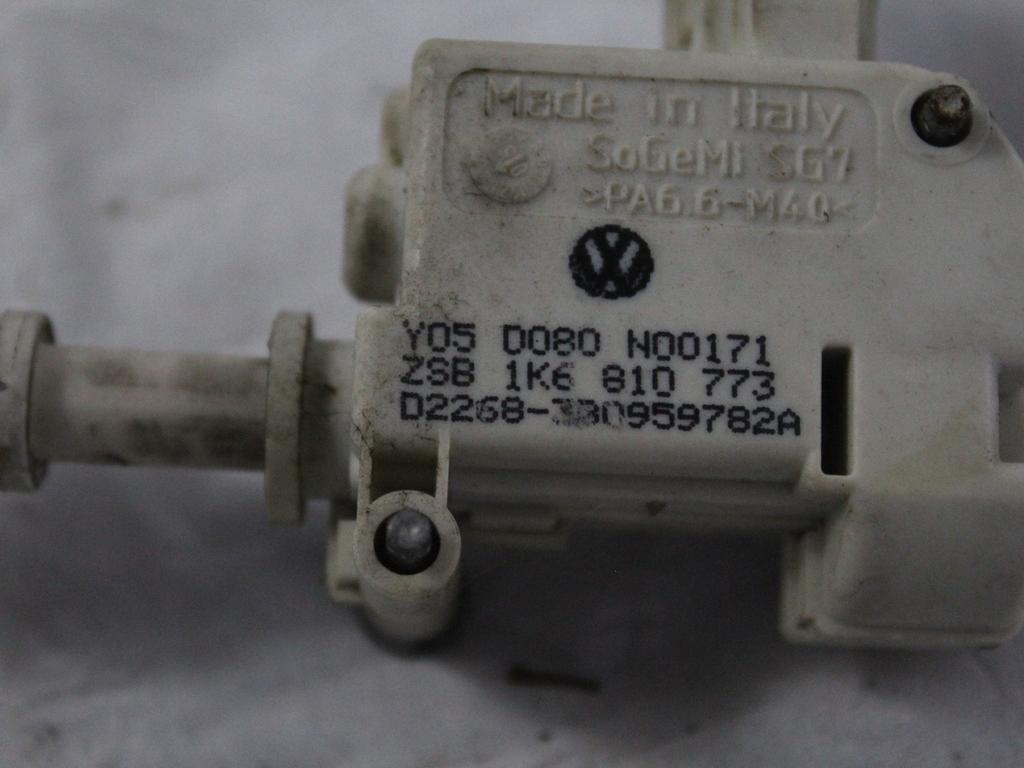 Made in Italy
SoGeMi SG7
>PA6.6-M40<
Y05 D080 N00171
ZSB 1K6 810 773
D2268-3B0959782A